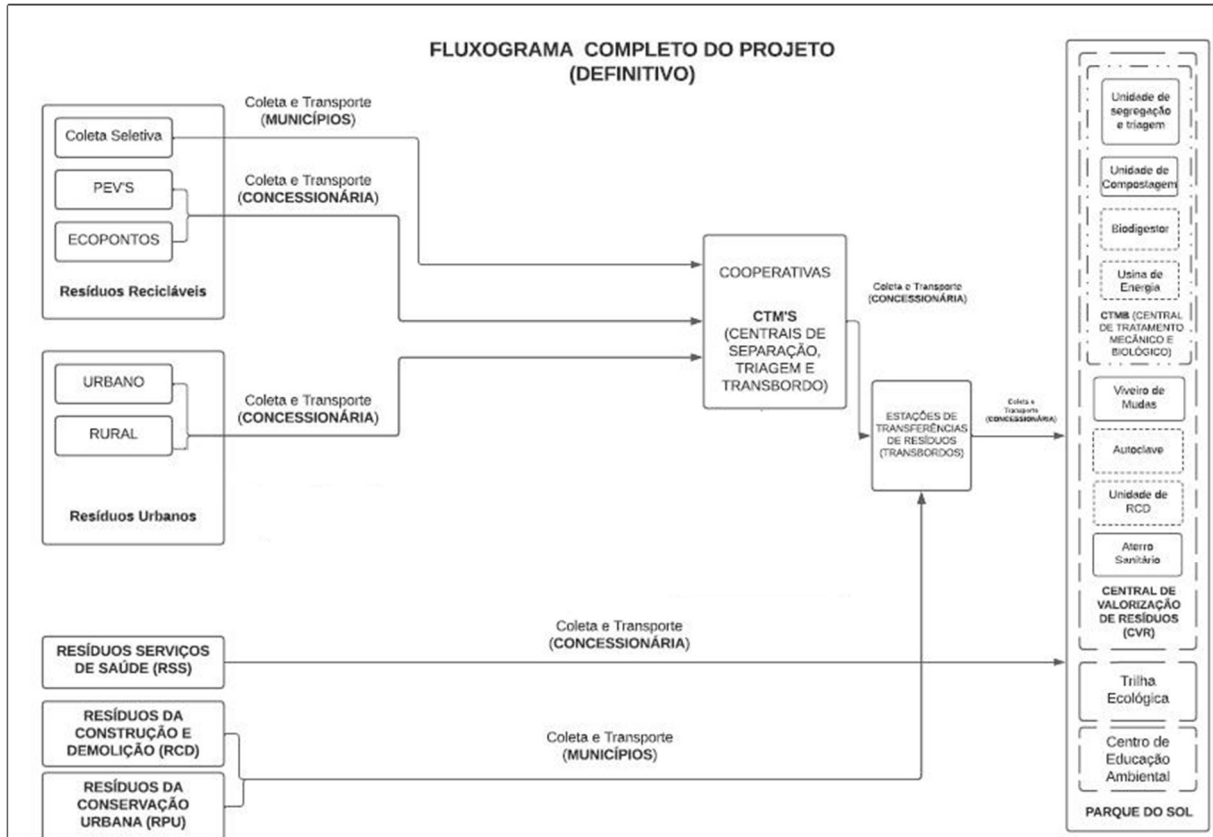 FLUXOGRAMA COMPLETO DO PROJETO
(DEFINITIVO)
Coleta Seletiva
PEV'S
ECOPONTOS
Resíduos Recicláveis
Coleta e Transporte
(MUNICÍPIOS)
Coleta e Transporte
(CONCESSIONÁRIA)
URBANO
RURAL
Resíduos Urbanos
Coleta e Transporte
(CONCESSIONÁRIA)
COOPERATIVAS
CTM'S
(CENTRAIS DE
SEPARAÇÃO,
TRIAGEM E
TRANSBORDO)
Coleta e Transporte
(CONCESSIONÁRIA)
ESTAÇÕES DE
TRANSFERÊNCIAS
DE RESÍDUOS
(TRANSBORDOS)
Coleta e
Transporte
(CONCESSIONÁRIA)
RESÍDUOS SERVIÇOS
DE SAÚDE (RSS)
Coleta e Transporte
(CONCESSIONÁRIA)
RESÍDUOS DA
CONSTRUÇÃO E
DEMOLIÇÃO (RCD)
RESÍDUOS DA
CONSERVAÇÃO
URBANA (RPU)
Coleta e Transporte
(MUNICÍPIOS)
Unidade de
segregação
e triagem
Unidade de
Compostagem
Biodigestor
Usina de
Energia
CTMB (CENTRAL
DE TRATAMENTO
MECÂNICO E
BIOLÓGICO)
Viveiro de
Mudas
Autoclave
Unidade de
RCD
Aterro
Sanitário
CENTRAL DE
VALORIZAÇÃO
DE RESÍDUOS
(CVR)
Trilha
Ecológica
Centro de
Educação
Ambiental
PARQUE DO SOL